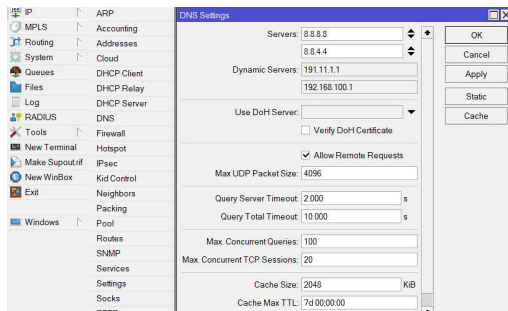 IP
MPLS
Routing
System
Queues
Files
Log
RADIUS
Tools
New Terminal
Make Supout.rif
New WinBox
Exit
Windows
ARP
Accounting
Addresses
Cloud
DHCP Client
DHCP Relay
DHCP Server
DNS
Firewall
Hotspot
IPsec
Kid Control
Neighbors
Packing
Pool
Routes
SNMP
Services
Settings
Socks
DNS Settings
Servers: 8.8.8.8
8.8.4.4
Dynamic Servers: 191.11.1.1
192.168.100.1
Use DoH Server:
Verify DoH Certificate
Allow Remote Requests
Max UDP Packet Size: 4096
Query Server Timeout: 2.000 s
Query Total Timeout: 10.000 s
Max. Concurrent Queries: 100
Max. Concurrent TCP Sessions: 20
Cache Size: 2048 KiB
Cache Max TTL: 7d 00:00:00
OK
Cancel
Apply
Static
Cache